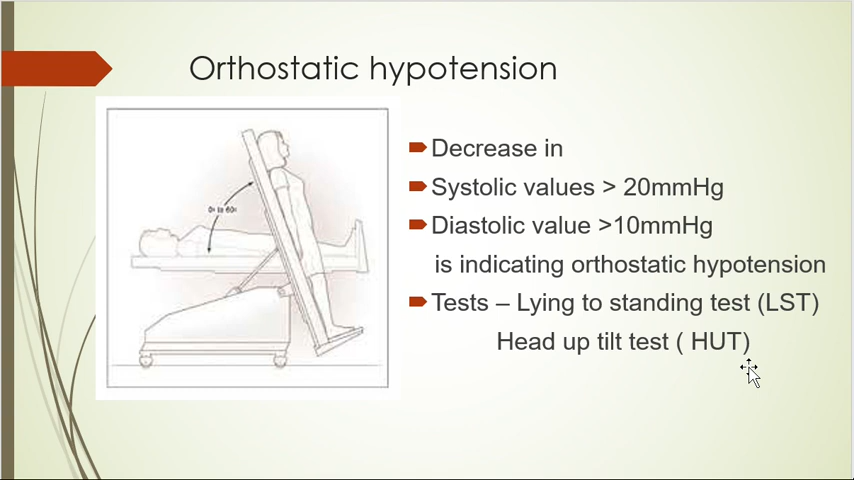 Orthostatic hypotension
Decrease in
Systolic values > 20mmHg
Diastolic value >10mmHg
is indicating orthostatic hypotension
Tests – Lying to standing test (LST)
Head up tilt test ( HUT)